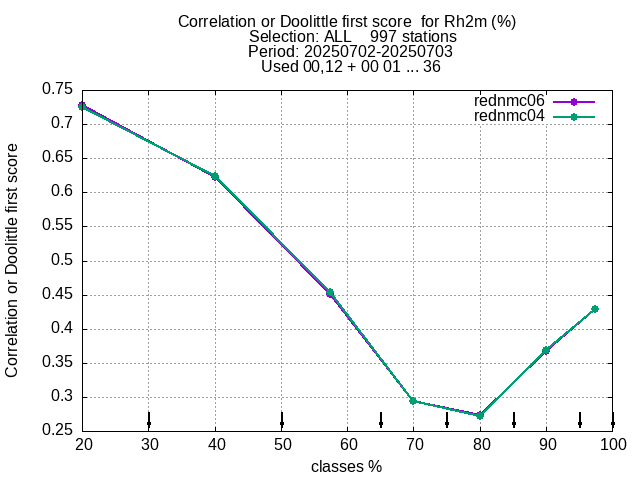 Correlation or Doolittle first score  for Rh2m (%)
Selection: ALL    997 stations
Period: 20250702-20250703
Used 00,12 + 00 01 ... 36
rednmc06
rednmc04
Correlation or Doolittle first score
0.75
0.7
0.65
0.6
0.55
0.5
0.45
0.4
0.35
0.3
0.25
20 30 40 50 60 70 80 90 100
classes %